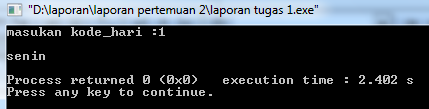 "D:\laporan\laporan pertemuan 2\laporan tugas 1.exe"
masukan kode_hari :1
senin
Process returned 0 (0x0)   execution time : 2.402 s
Press any key to continue.